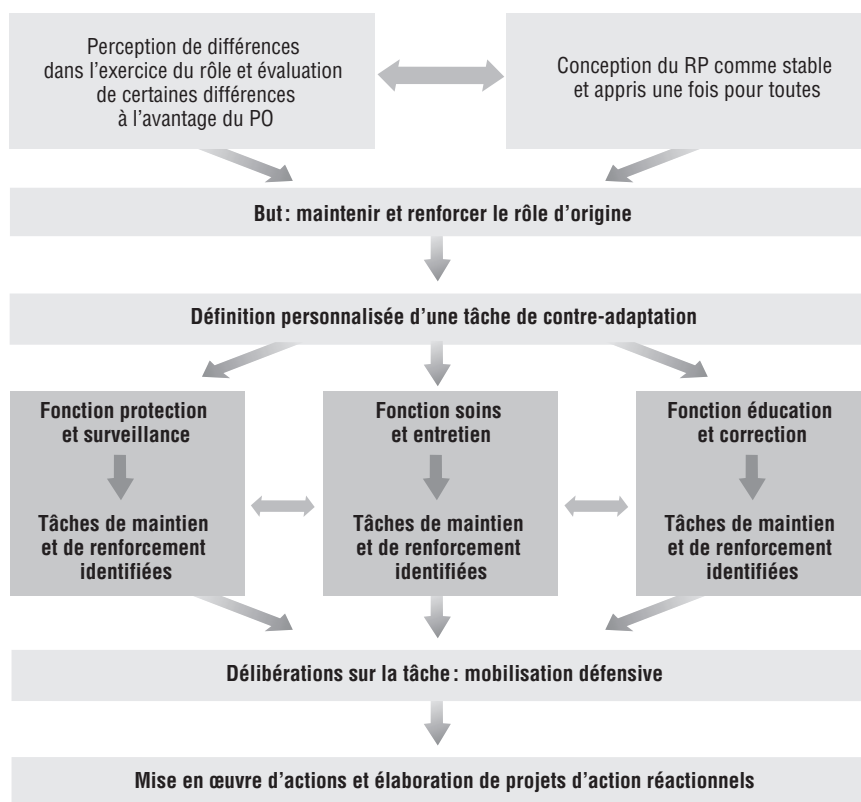 Perception de différences
dans l'exercice du rôle et évaluation
de certaines différences
à l'avantage du PO
Conception du RP comme stable
et appris une fois pour toutes
But : maintenir et renforcer le rôle d'origine
Définition personnalisée d'une tâche de contre-adaptation
Fonction protection
et surveillance
Tâches de maintien
et de renforcement
identifiées
Fonction soins
et entretien
Tâches de maintien
et de renforcement
identifiées
Fonction éducation
et correction
Tâches de maintien
et de renforcement
identifiées
Délibérations sur la tâche : mobilisation défensive
Mise en œuvre d'actions et élaboration de projets d'action réactionnels